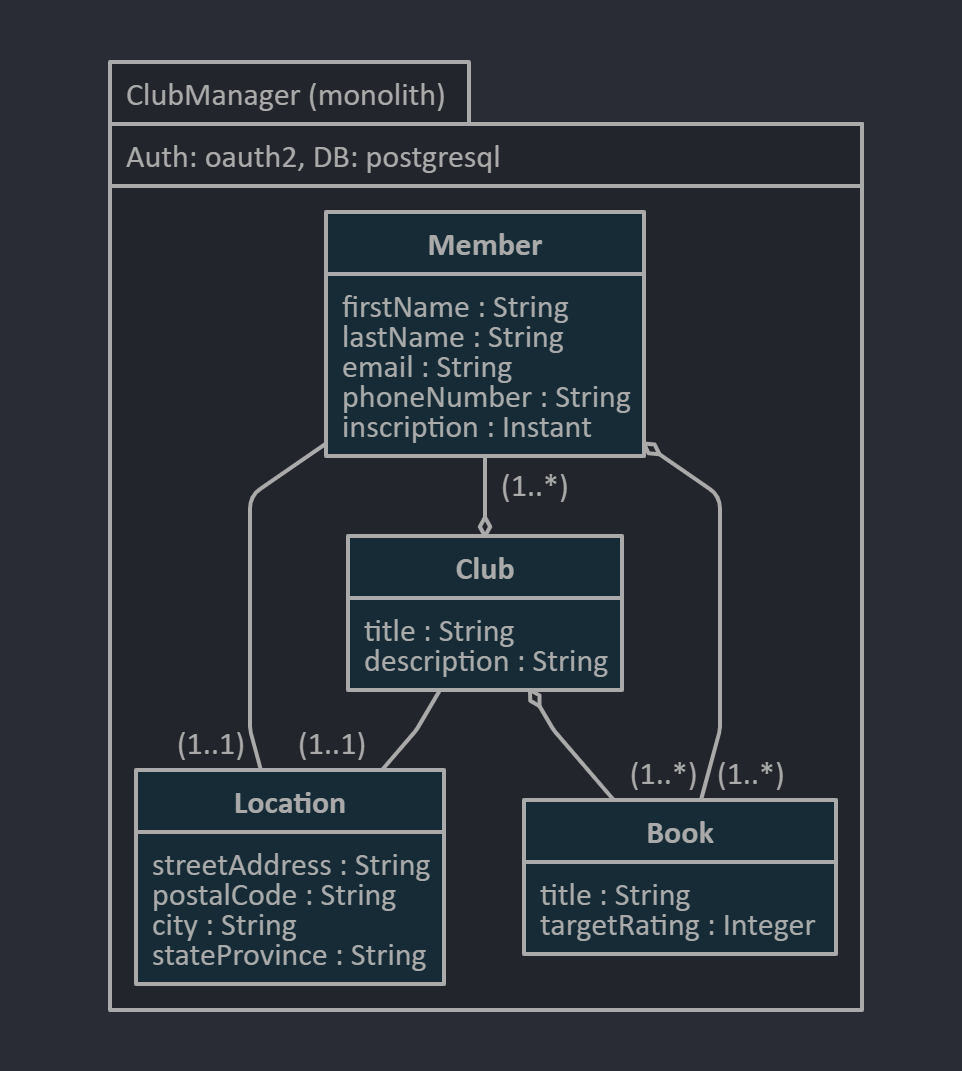 ClubManager (monolith)
Auth: oauth2, DB: postgresql
Member
firstName : String
lastName : String
email : String
phoneNumber : String
inscription : Instant
(1..*)
Club
title : String
description : String
(1..1)
(1..1)
(1..*)
(1..*)
Location
streetAddress : String
postalCode : String
city : String
stateProvince : String
Book
title : String
targetRating : Integer